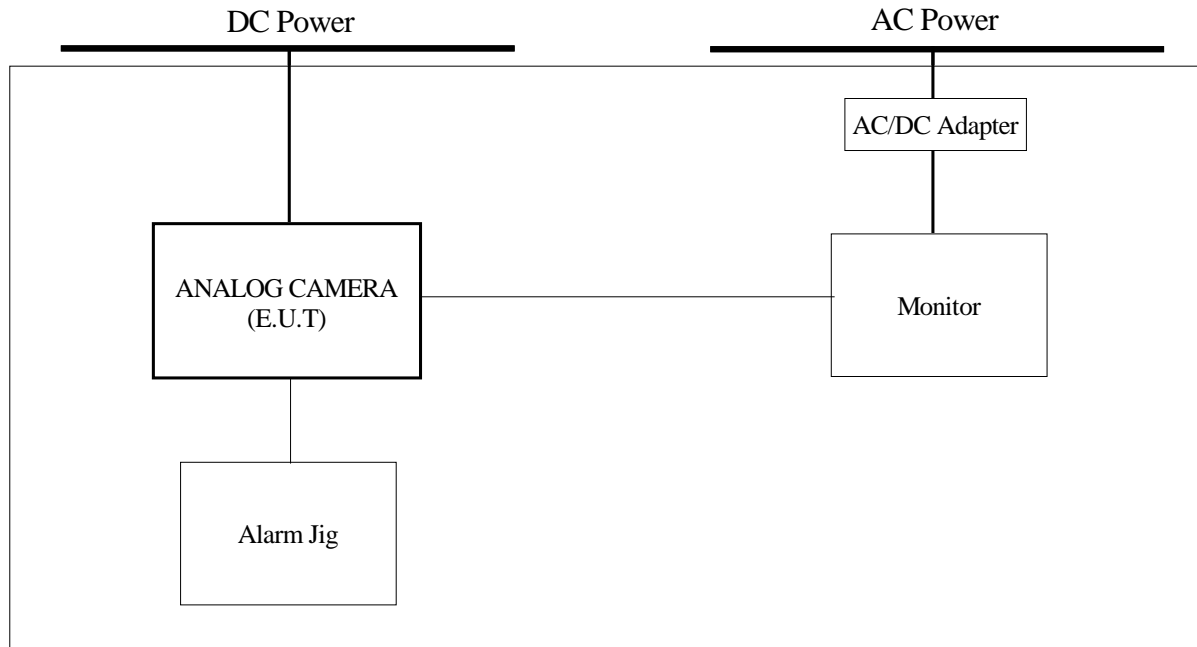 DC Power
AC Power
AC/DC Adapter
ANALOG CAMERA
(E.U.T)
Monitor
Alarm Jig